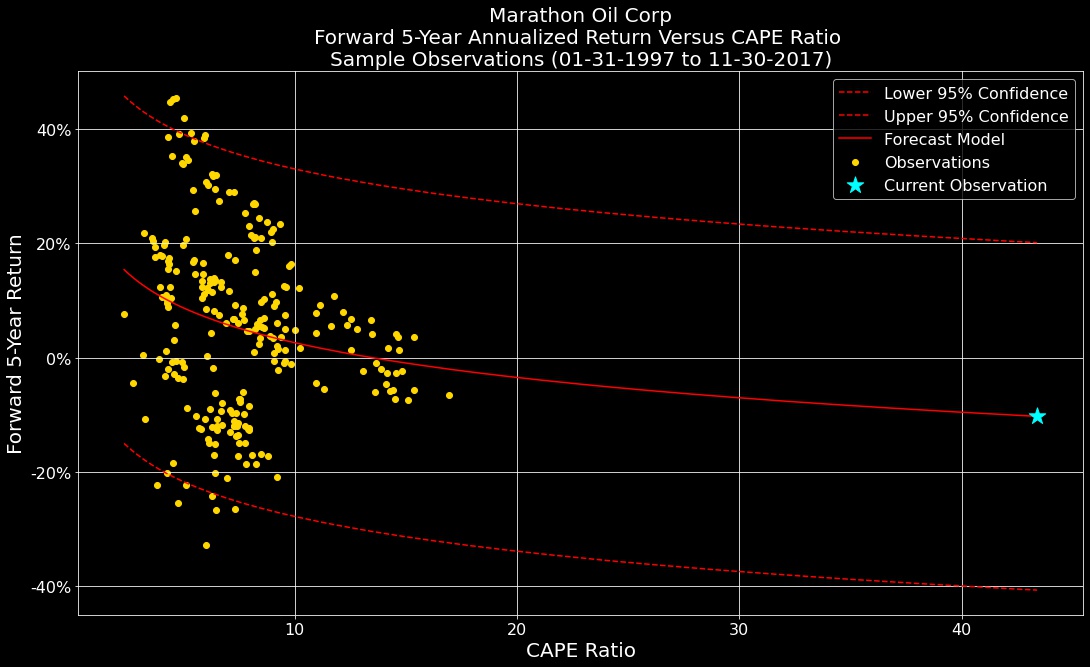 Marathon Oil Corp
Forward 5-Year Annualized Return Versus CAPE Ratio
Sample Observations (01-31-1997 to 11-30-2017)
Lower 95% Confidence
Upper 95% Confidence
Forecast Model
Observations
Current Observation
Forward 5-Year Return
40%
20%
0%
-20%
-40%
10
20
30
40
CAPE Ratio